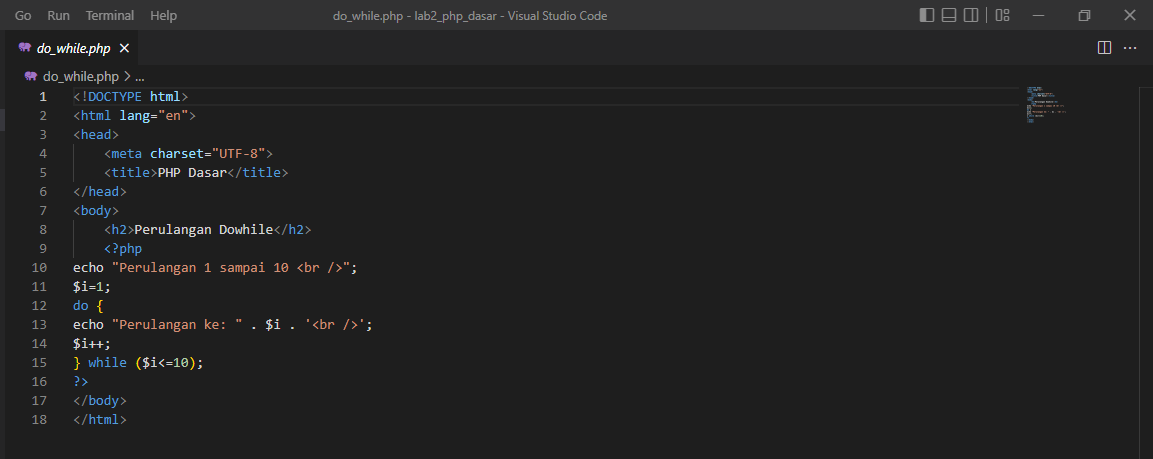 Go Run Terminal Help do_while.php - lab2_php_dasar - Visual Studio Code
do_while.php
do_while.php > ...
1 <!DOCTYPE html>
2 <html lang="en">
3 <head>
4     <meta charset="UTF-8">
5     <title>PHP Dasar</title>
6 </head>
7 <body>
8     <h2>Perulangan Dowhile</h2>
9     <?php
10 echo "Perulangan 1 sampai 10 <br />";
11 $i=1;
12 do {
13 echo "Perulangan ke: " . $i . '<br />';
14 $i++;
15 } while ($i<=10);
16 ?>
17 </body>
18 </html>